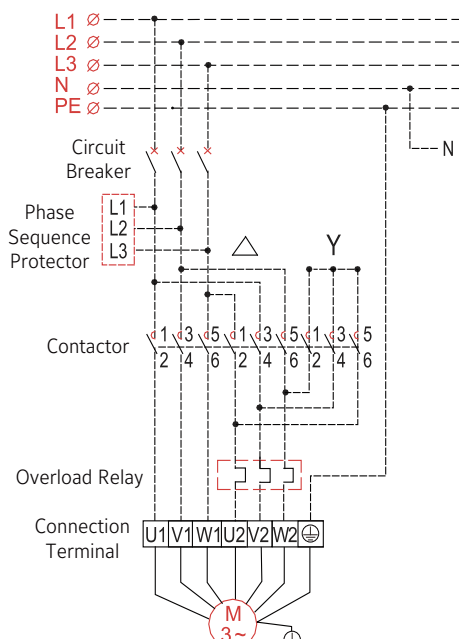 L1
L2
L3
N
PE
N
Circuit
Breaker
L1
L2
L3
Phase
Sequence
Protector
△ Y
Contactor
1 3 5 1 3 5 1 3 5
2 4 6 2 4 6 2 4 6
Overload Relay
Connection
Terminal
U1 V1 W1 U2 V2 W2
M
3~